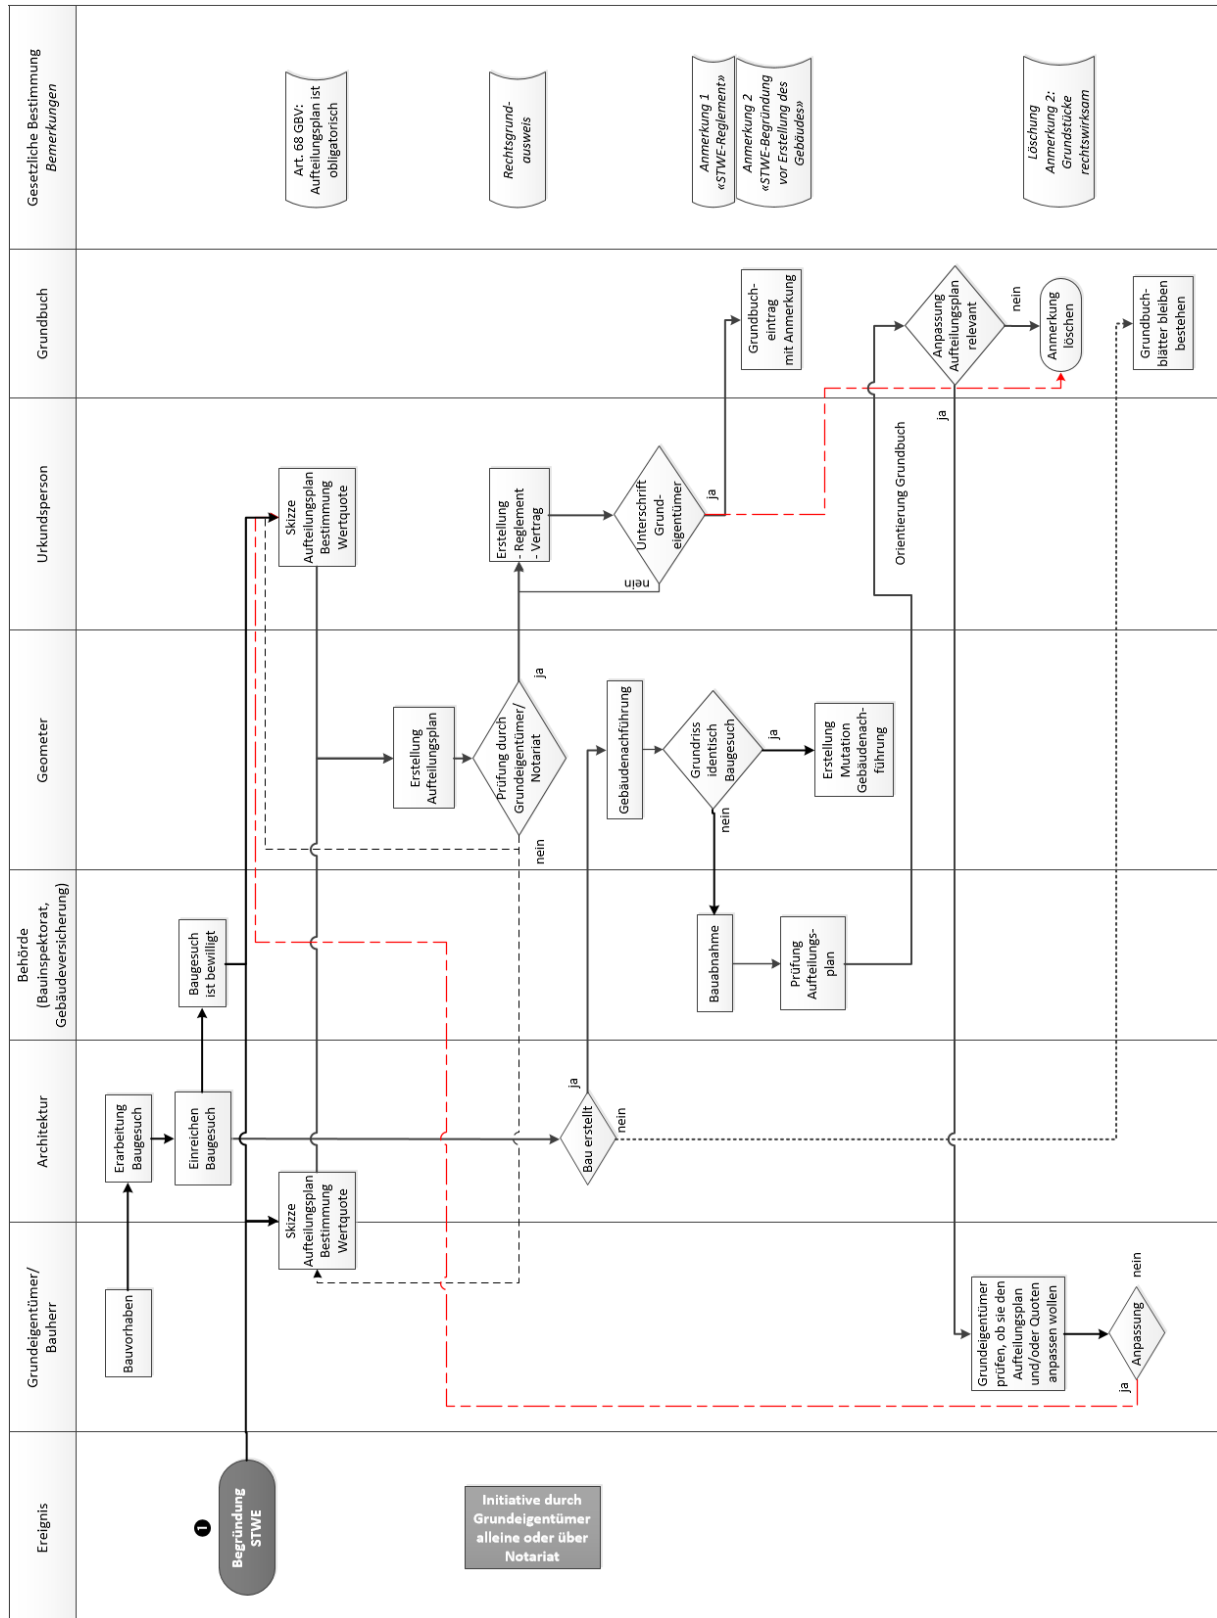 Ereignis
Grundeigentümer/
Bauherr
Architektur
Behörde
(Bauinspektorat,
Gebäudeversicherung)
Geometer
Urkundsperson
Grundbuch
Gesetzliche Bestimmung
Bemerkungen
Bauvorhaben
Erarbeitung
Baugesuch
Einreichen
Baugesuch
Baugesuch
ist bewilligt
1
Begründung
STWE
Skizze
Aufteilungsplan
Bestimmung
Wertquote
Skizze
Aufteilungsplan
Bestimmung
Wertquote
Art. 68 GBV:
Aufteilungsplan ist
obligatorisch
Erstellung
Aufteilungsplan
Initiative durch
Grundeigentümer
alleine oder über
Notariat
Prüfung durch
Grundeigentümer/
Notariat
nein
ja
Erstellung
- Reglement
- Vertrag
Rechtsgrund-
ausweis
Bau erstellt
ja
nein
Gebäudenachführung
Unterschrift
Grund-
eigentümer
nein
ja
Grundriss
identisch
Baugesuch
nein
ja
Bauabnahme
Prüfung
Aufteilungs-
plan
Erstellung
Mutation
Gebäudenach-
führung
Grundbuch-
eintrag
mit Anmerkung
Anmerkung 1
«STWE-Reglement»
Anmerkung 2
«STWE-Begründung
vor Erstellung des
Gebäudes»
Orientierung Grundbuch
Anpassung
Aufteilungsplan
relevant
ja
nein
Anmerkung
löschen
Löschung
Anmerkung 2:
Grundstücke
rechtswirksam
Grundeigentümer
prüfen, ob sie den
Aufteilungsplan
und/oder Quoten
anpassen wollen
Anpassung
ja
nein
Grundbuch-
blätter bleiben
bestehen